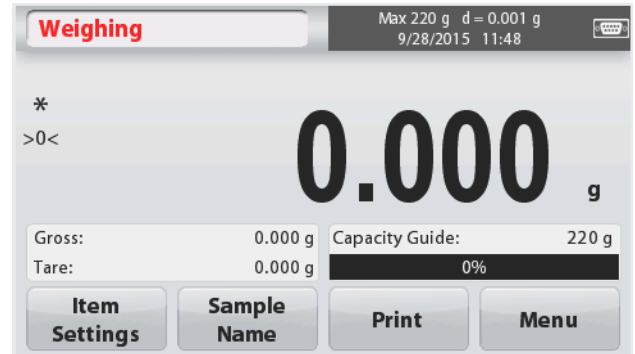 Weighing
Max 220 g d = 0.001 g
9/28/2015 11:48
*
>0<
0.000 g
Gross: 0.000 g
Tare: 0.000 g
Capacity Guide: 220 g
0%
Item
Settings
Sample
Name
Print
Menu